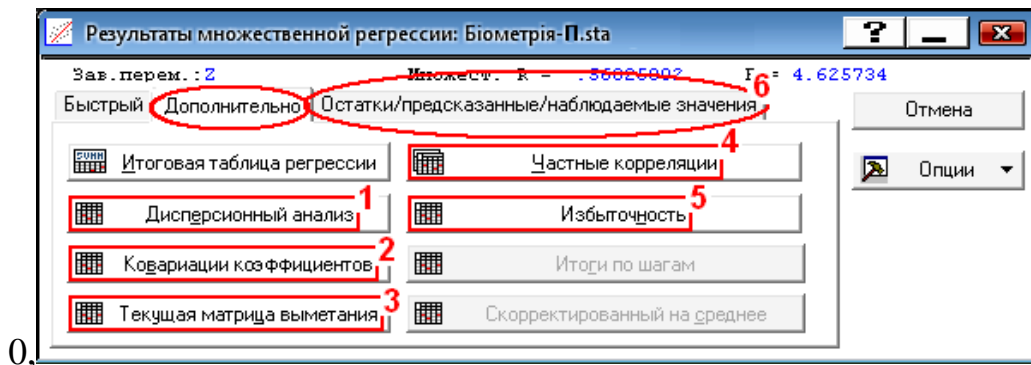 Результаты множественной регрессии: Біометрія-П.sta
Зав.перем.:Z Множест. R = F = 4.625734
6
Быстрый Дополнительно Остатки/предсказанные/наблюдаемые значения Отмена
Итоговая таблица регрессии Частные корреляции 4 Опции
Дисперсионный анализ 1 Избыточность 5
Ковариации коэффициентов 2 Итоги по шагам
Текущая матрица выметания 3 Скорректированный на среднее
0,